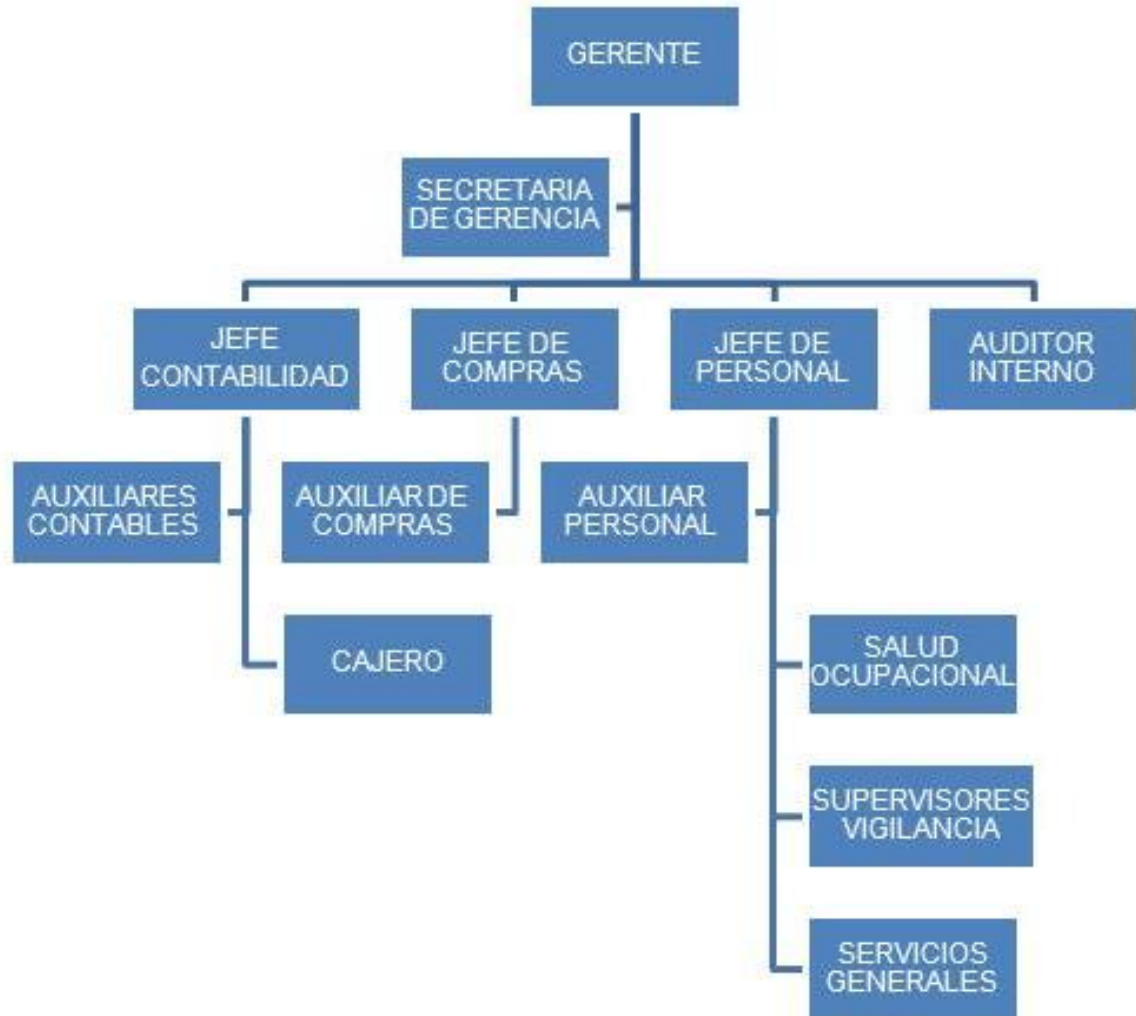 GERENTE
SECRETARIA
DE GERENCIA
JEFE
CONTABILIDAD
JEFE DE
COMPRAS
JEFE DE
PERSONAL
AUDITOR
INTERNO
AUXILIARES
CONTABLES
AUXILIAR DE
COMPRAS
AUXILIAR
PERSONAL
CAJERO
SALUD
OCUPACIONAL
SUPERVISORES
VIGILANCIA
SERVICIOS
GENERALES